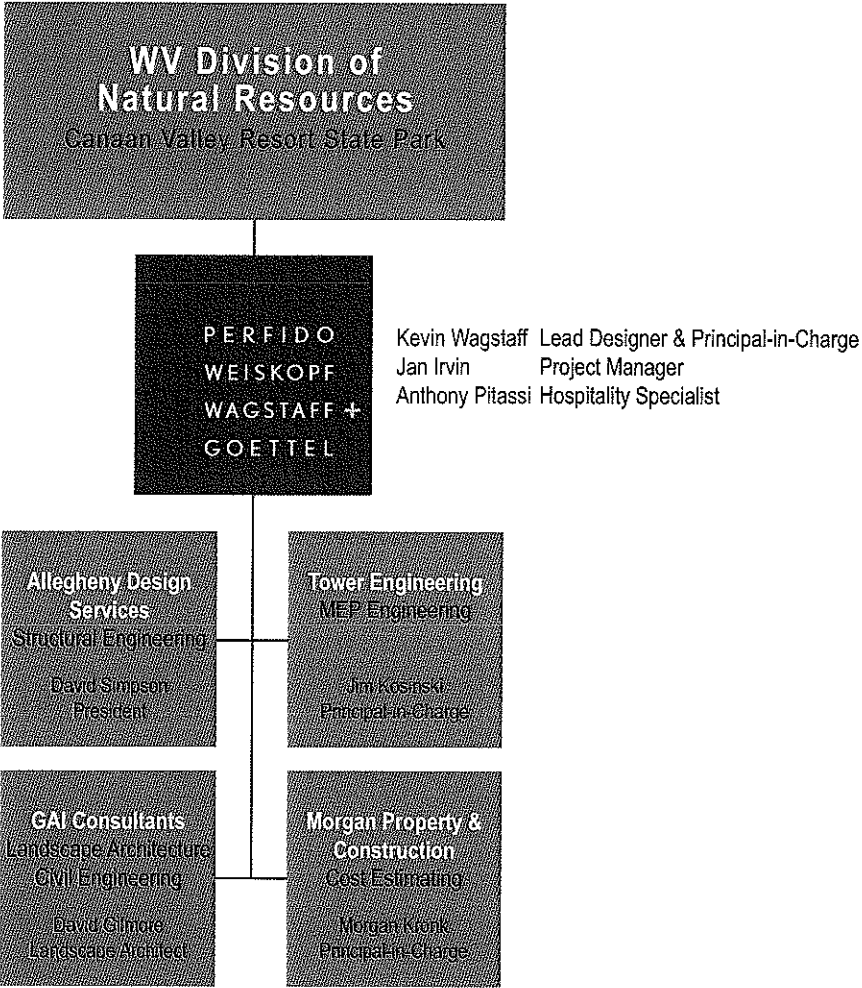 WV Division of
Natural Resources
Canaan Valley Resort State Park
PERFIDO
WEISKOPF
WAGSTAFF +
GOETTEL
Kevin Wagstaff Lead Designer & Principal-in-Charge
Jan Irvin Project Manager
Anthony Pitassi Hospitality Specialist
Allegheny Design
Services
Structural Engineering
David Simpson
President
Tower Engineering
MEP Engineering
Jim Kosinski
Principal-in-Charge
GAI Consultants
Landscape Architecture
Civil Engineering
David Gilmore
Landscape Architect
Morgan Property &
Construction
Cost Estimating
Morgan Kronk
Principal-in-Charge